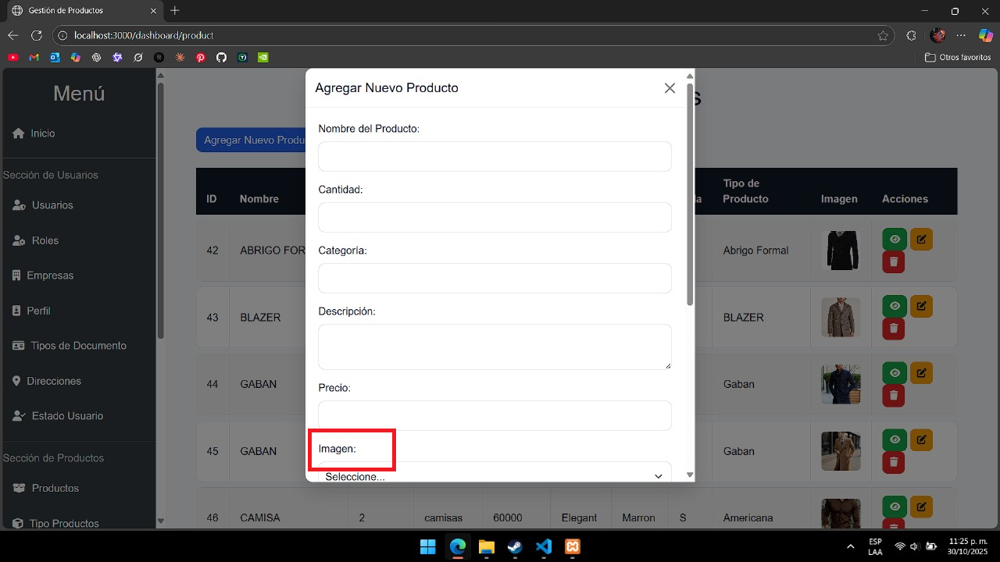 Gestión de Productos
localhost:3000/dashboard/product
Otros favoritos
Menú
Inicio
Sección de Usuarios
Usuarios
Roles
Empresas
Perfil
Tipos de Documento
Direcciones
Estado Usuario
Sección de Productos
Productos
Tipo Productos
s
Agregar Nuevo Produ
Agregar Nuevo Producto
Nombre del Producto:
Cantidad:
Categoría:
Descripción:
Precio:
Imagen:
Seleccione...
ID Nombre la Tipo de Producto Imagen Acciones
42 ABRIGO FOR Abrigo Formal
43 BLAZER BLAZER
44 GABAN Gaban
45 GABAN Gaban
46 CAMISA 2 camisas 60000 Elegant Marron S Americana
ESP
LAA
11:25 p. m.
30/10/2025